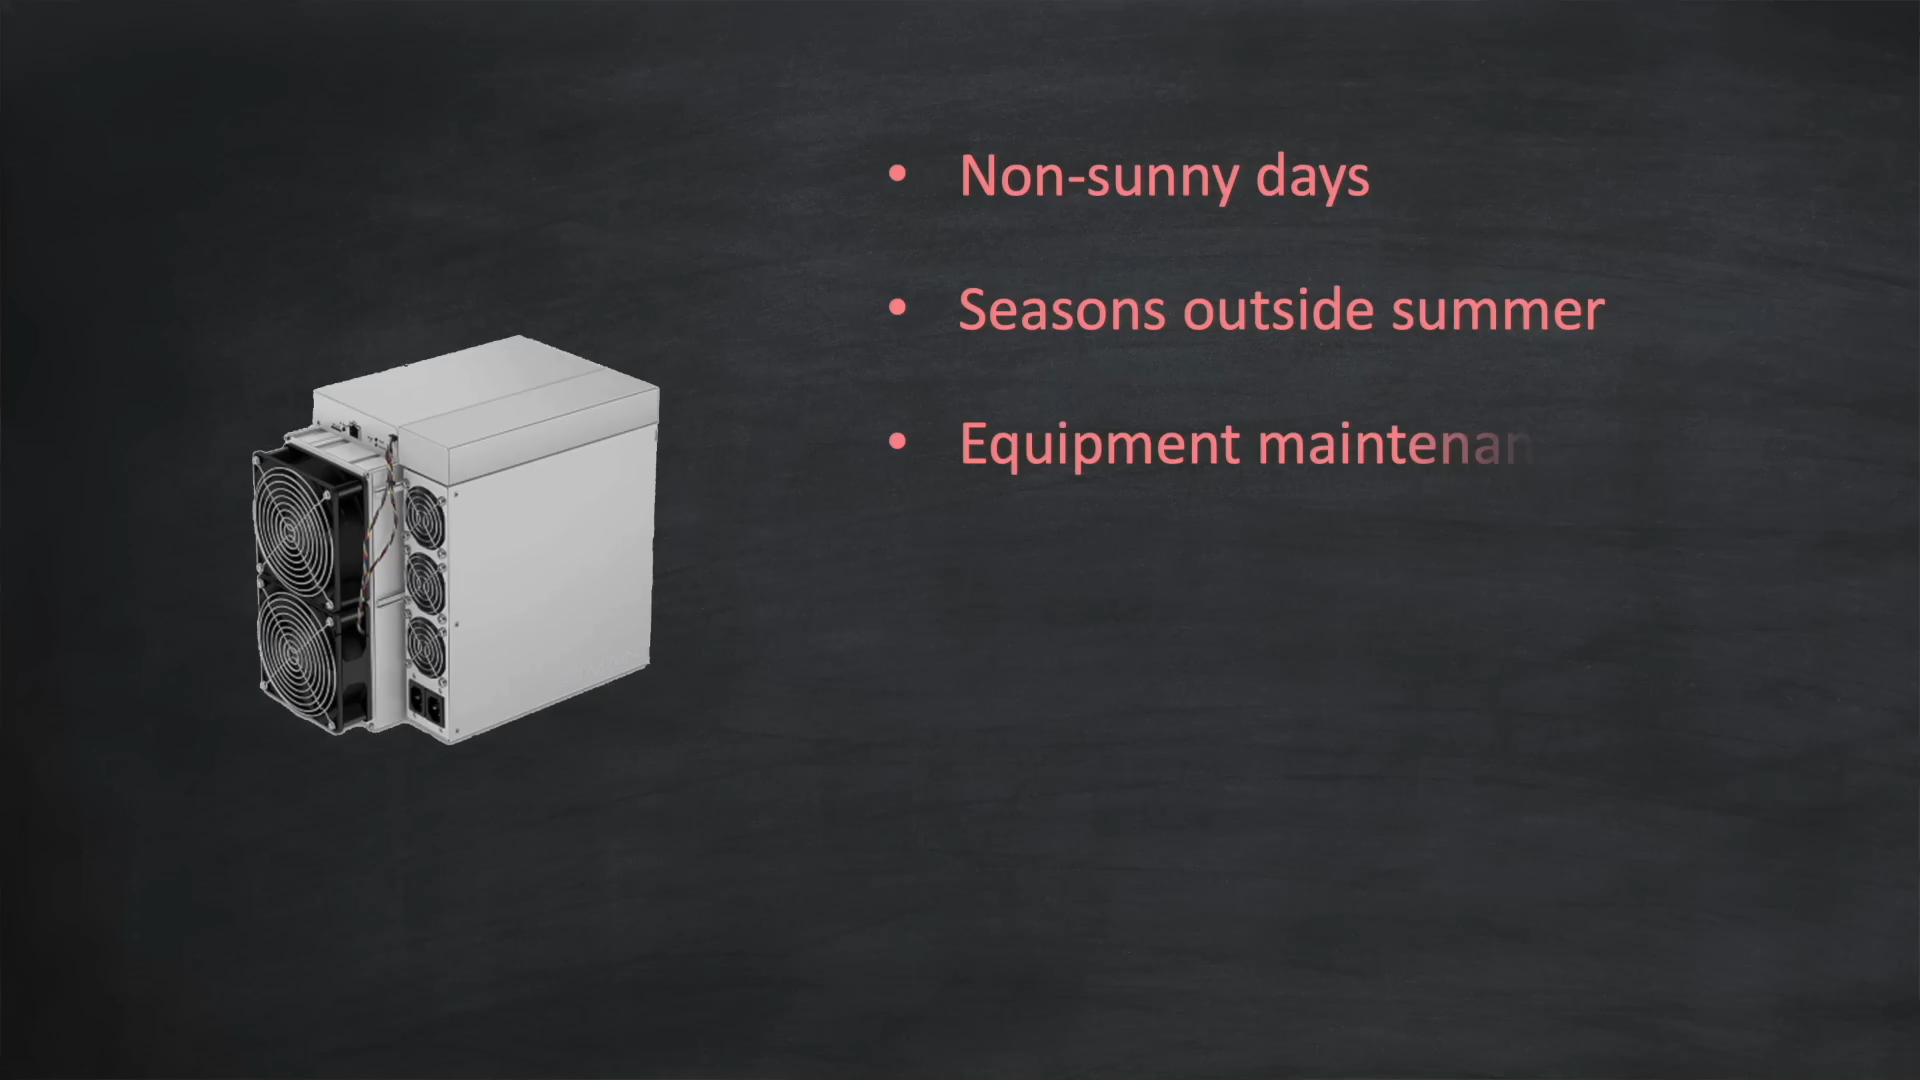 • Non-sunny days
• Seasons outside summer
• Equipment maintenan